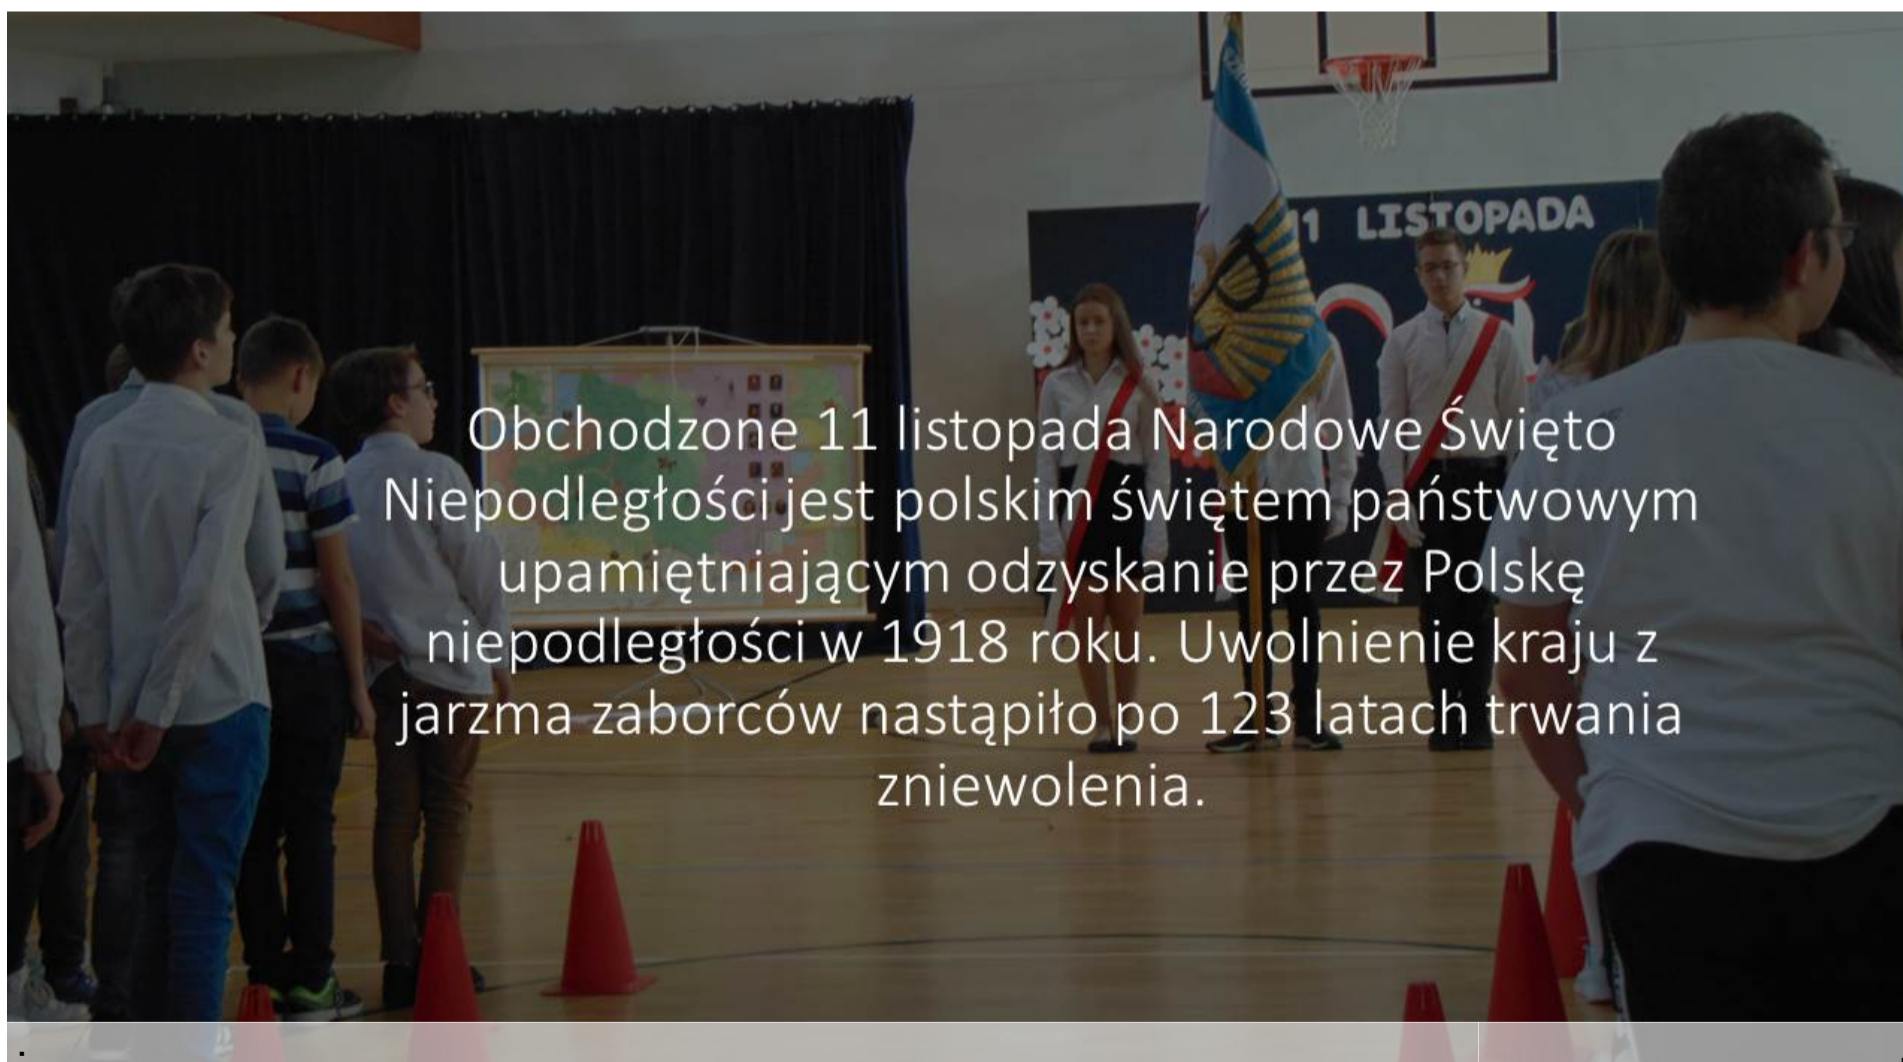 11 LISTOPADA
Obchodzone 11 listopada Narodowe Święto
Niepodległości jest polskim świętem państwowym
upamiętniającym odzyskanie przez Polskę
niepodległości w 1918 roku. Uwolnienie kraju z
jarzma zaborców nastąpiło po 123 latach trwania
zniewolenia.
.